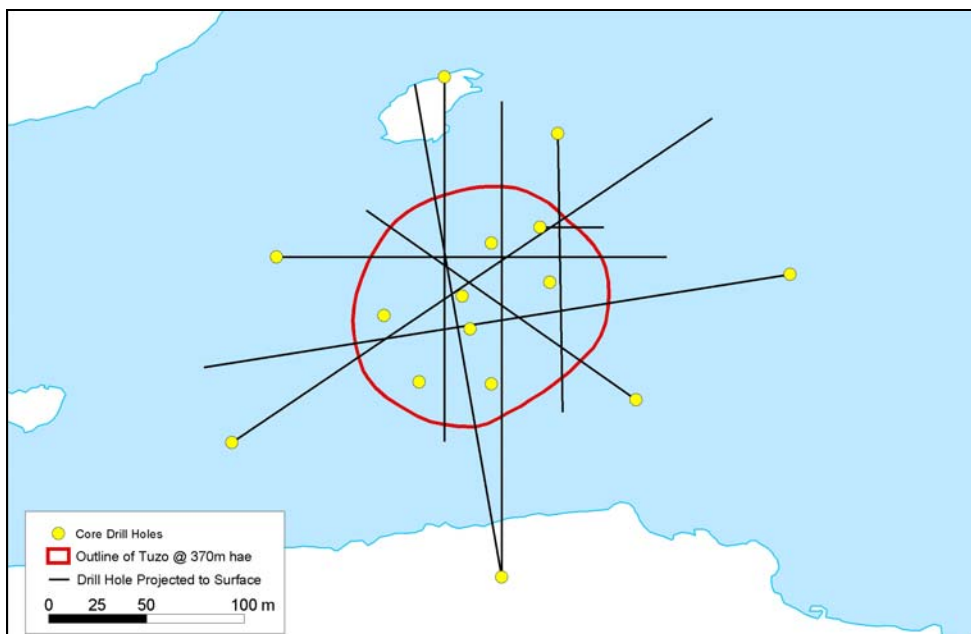 Core Drill Holes
Outline of Tuzo @ 370m hae
Drill Hole Projected to Surface
0 25 50 100 m